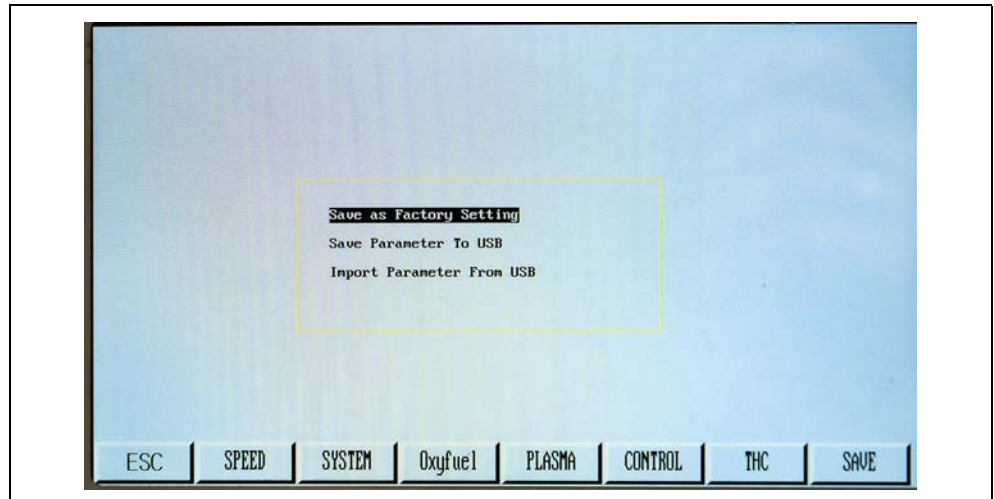 Save as Factory Setting
Save Parameter To USB
Import Parameter From USB
ESC SPEED SYSTEM Oxyfuel PLASMA CONTROL THC SAVE